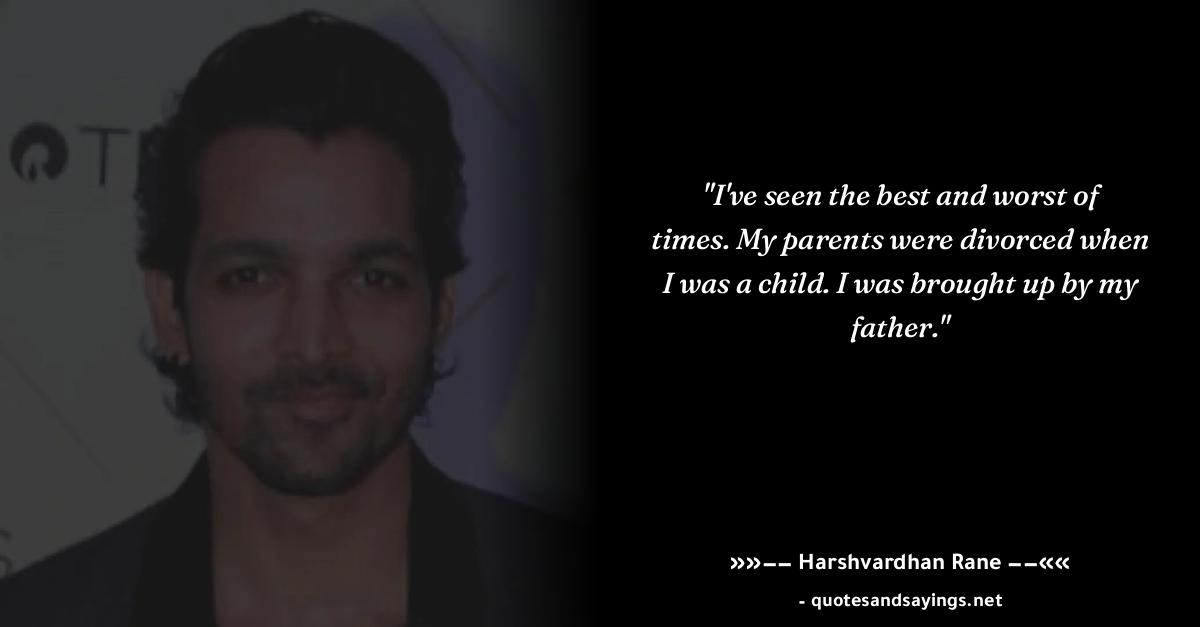 T
S
"I've seen the best and worst of
times. My parents were divorced when
I was a child. I was brought up by my
father."
»»−− Harshvardhan Rane −−««
- quotesandsayings.net